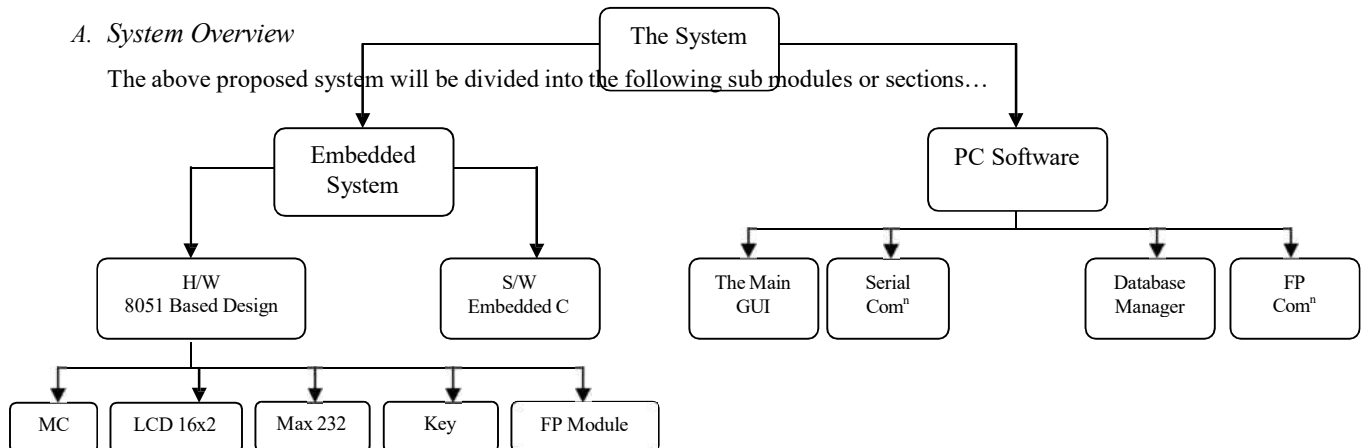 A. System Overview
The System
The above proposed system will be divided into the following sub modules or sections…
Embedded
System
PC Software
H/W
8051 Based Design
S/W
Embedded C
The Main
GUI
Serial
Comⁿ
Database
Manager
FP
Comⁿ
MC
LCD 16x2
Max 232
Key
FP Module